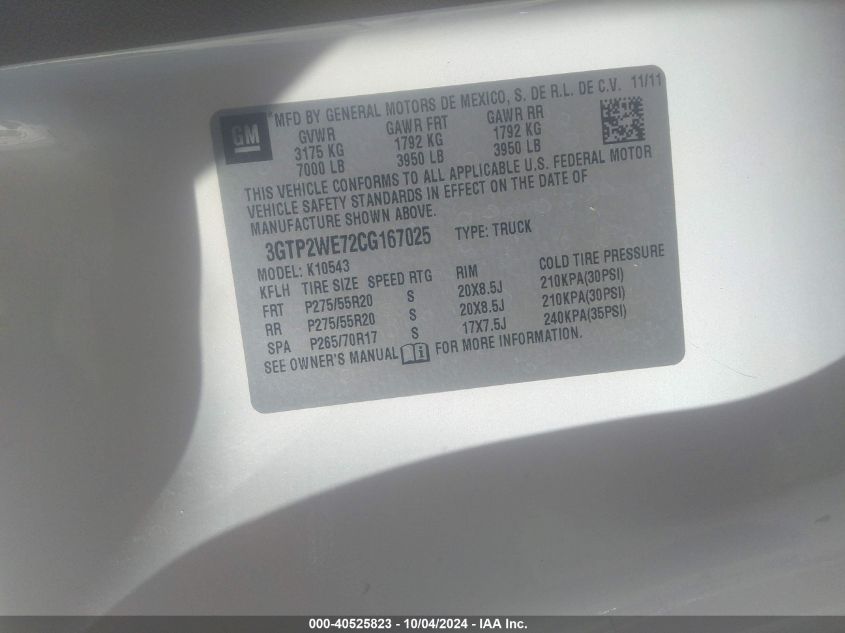 GM
MFD BY GENERAL MOTORS DE MEXICO, S. DE R.L. DE C.V. 11/11
GVWR GAWR FRT GAWR RR
3175 KG 1792 KG 1792 KG
7000 LB 3950 LB 3950 LB
THIS VEHICLE CONFORMS TO ALL APPLICABLE U.S. FEDERAL MOTOR
VEHICLE SAFETY STANDARDS IN EFFECT ON THE DATE OF
MANUFACTURE SHOWN ABOVE.
3GTP2WE72CG167025 TYPE: TRUCK
MODEL: K10543
KFLH TIRE SIZE SPEED RTG RIM COLD TIRE PRESSURE
FRT P275/55R20 S 20X8.5J 210KPA(30PSI)
RR P275/55R20 S 20X8.5J 210KPA(30PSI)
SPA P265/70R17 S 17X7.5J 240KPA(35PSI)
SEE OWNER'S MANUAL i FOR MORE INFORMATION.
000-40525823 - 10/04/2024 - IAA Inc.